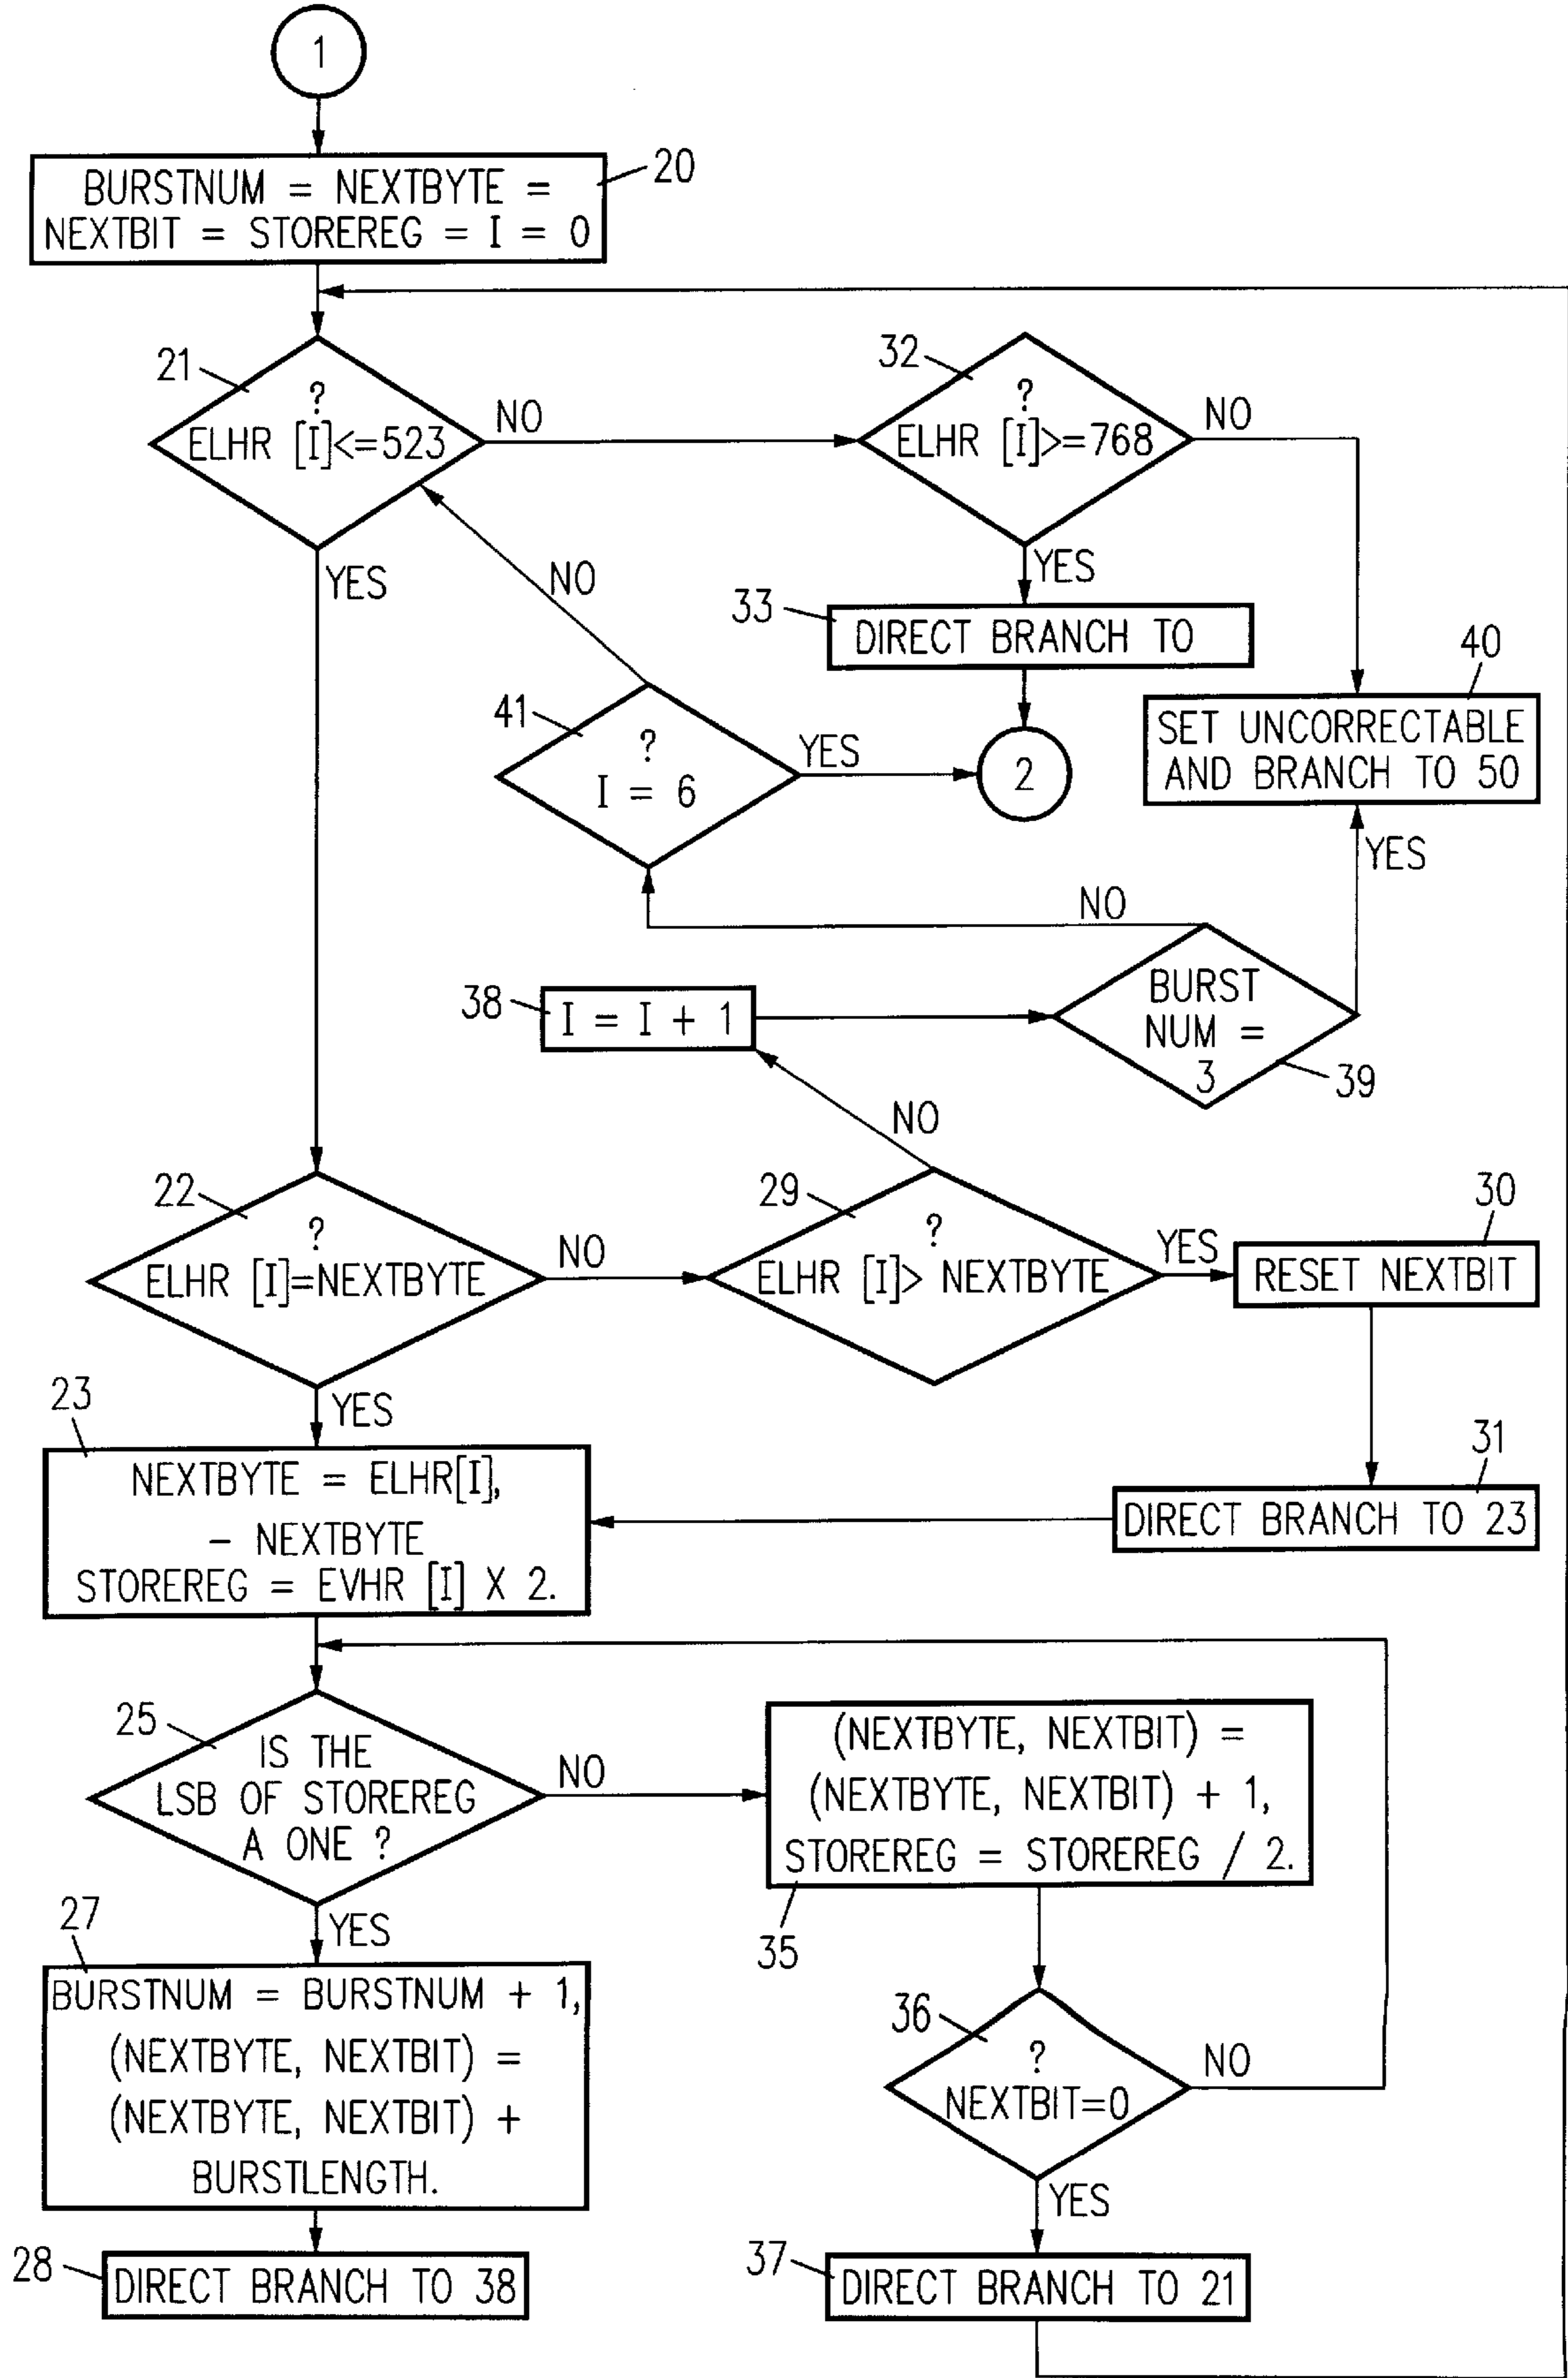 1
20
BURSTNUM = NEXTBYTE =
NEXTBIT = STOREREG = I = 0
21
?
ELHR [I]<=523
NO
YES
32
?
ELHR [I]>=768
NO
YES
33
DIRECT BRANCH TO
40
SET UNCORRECTABLE
AND BRANCH TO 50
NO
41
?
I = 6
YES
2
YES
NO
38
I = I + 1
BURST
NUM =
3
39
NO
22
?
ELHR [I]=NEXTBYTE
NO
YES
29
?
ELHR [I]> NEXTBYTE
YES
30
RESET NEXTBIT
23
NEXTBYTE = ELHR[I],
– NEXTBYTE
STOREREG = EVHR [I] X 2.
31
DIRECT BRANCH TO 23
25
IS THE
LSB OF STOREREG
A ONE ?
NO
YES
(NEXTBYTE, NEXTBIT) =
(NEXTBYTE, NEXTBIT) + 1,
STOREREG = STOREREG / 2.
35
27
BURSTNUM = BURSTNUM + 1,
(NEXTBYTE, NEXTBIT) =
(NEXTBYTE, NEXTBIT) +
BURSTLENGTH.
36
?
NEXTBIT=0
NO
YES
28
DIRECT BRANCH TO 38
37
DIRECT BRANCH TO 21